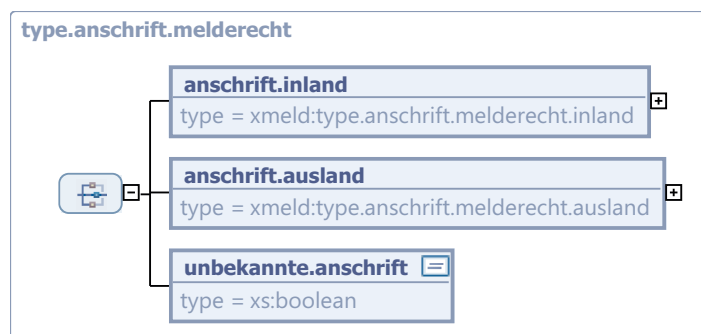 type.anschrift.melderecht
anschrift.inland
type = xmeld:type.anschrift.melderecht.inland
anschrift.ausland
type = xmeld:type.anschrift.melderecht.ausland
unbekannte.anschrift
type = xs:boolean